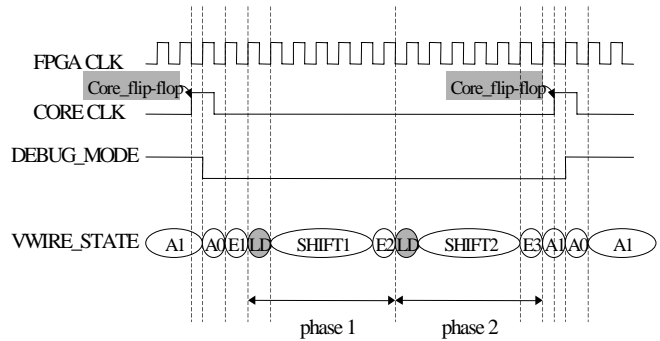 FPGA CLK
Core_flip-flop Core_flip-flop
CORE CLK
DEBUG_MODE
VWIRE_STATE A1 A0 E1 LD SHIFT1 E2 LD SHIFT2 E3 A1 A0 A1
phase 1 phase 2